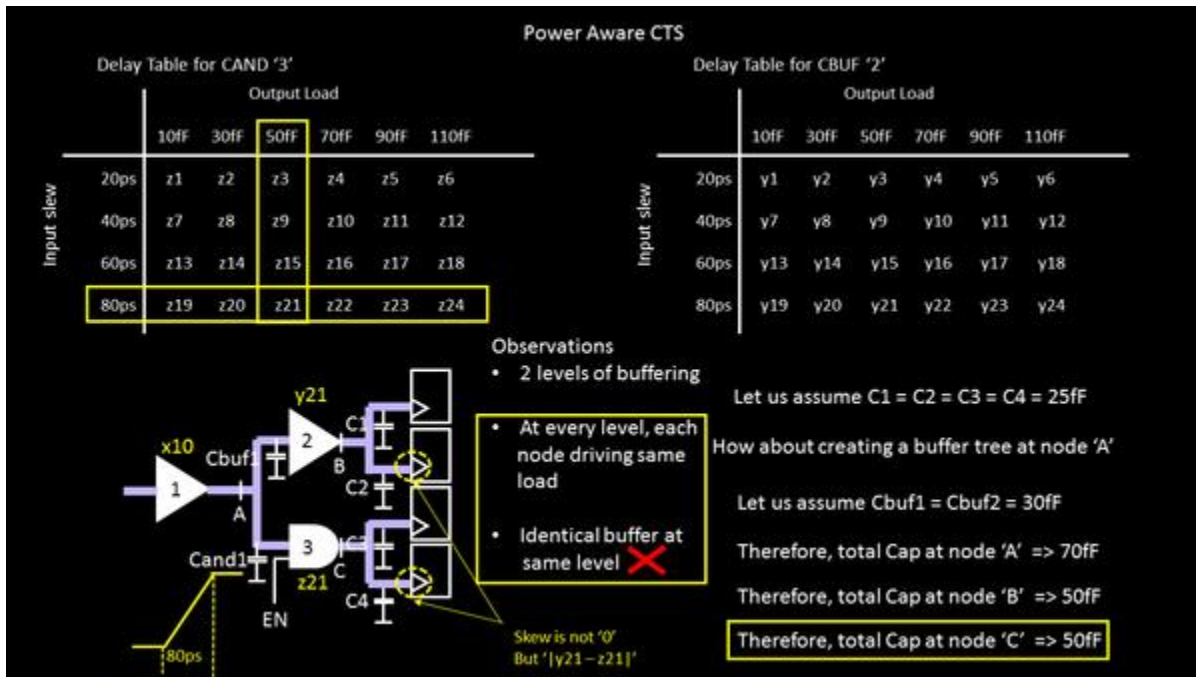 Power Aware CTS
Delay Table for CAND '3'
Output Load
10fF 30fF 50fF 70fF 90fF 110fF
Input slew
20ps z1 z2 z3 z4 z5 z6
40ps z7 z8 z9 z10 z11 z12
60ps z13 z14 z15 z16 z17 z18
80ps z19 z20 z21 z22 z23 z24
Delay Table for CBUF '2'
Output Load
10fF 30fF 50fF 70fF 90fF 110fF
Input slew
20ps y1 y2 y3 y4 y5 y6
40ps y7 y8 y9 y10 y11 y12
60ps y13 y14 y15 y16 y17 y18
80ps y19 y20 y21 y22 y23 y24
x10
1
A
Cbuf1
y21
2
B
C1
C2
Cand1
3
z21
C
C3
C4
EN
80ps
Observations
• 2 levels of buffering
• At every level, each
node driving same
load
• Identical buffer at
same level
Skew is not '0'
But '|y21 – z21|'
Let us assume C1 = C2 = C3 = C4 = 25fF
How about creating a buffer tree at node 'A'
Let us assume Cbuf1 = Cbuf2 = 30fF
Therefore, total Cap at node 'A' => 70fF
Therefore, total Cap at node 'B' => 50fF
Therefore, total Cap at node 'C' => 50fF